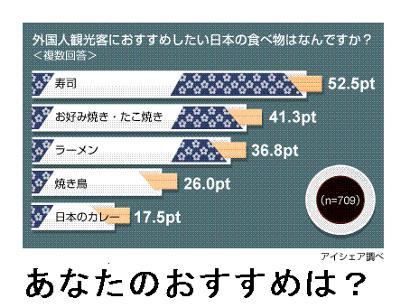 外国人観光客におすすめしたい日本の食べ物はなんですか？
＜複数回答＞
寿司 52.5pt
お好み焼き・たこ焼き 41.3pt
ラーメン 36.8pt
焼き鳥 26.0pt
日本のカレー 17.5pt
(n=709)
アイシェア調べ
あなたのおすすめは？